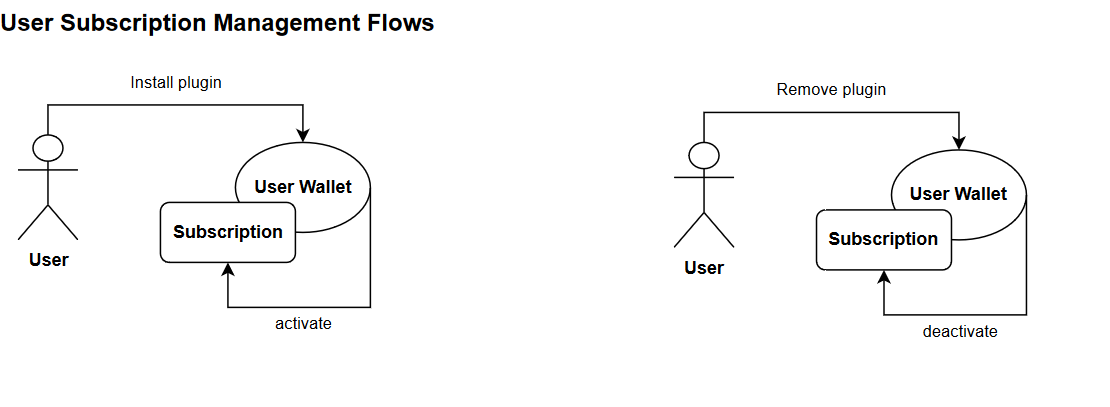 User Subscription Management Flows
Install plugin
User Wallet
Subscription
User
activate
Remove plugin
User Wallet
Subscription
User
deactivate